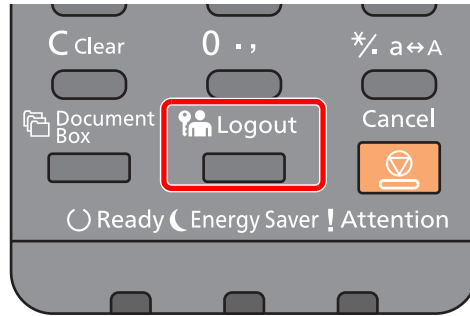 C Clear
0 .,
*/. a↔A
Document
Box
Logout
Cancel
Ready
Energy Saver
! Attention